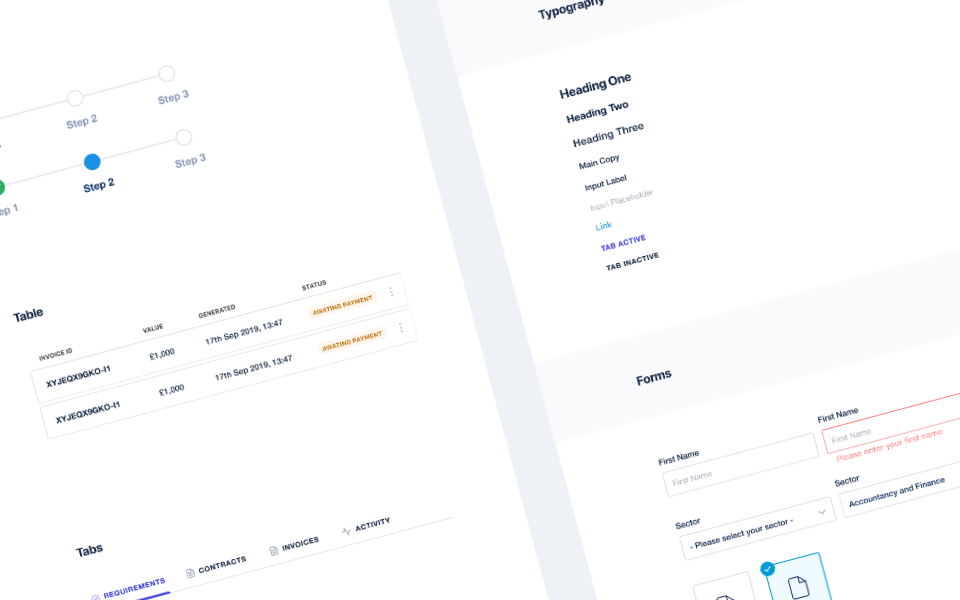 Step 2
Step 3
ep 1
Step 2
Step 3
Table
INVOICE ID
VALUE
GENERATED
STATUS
XYJEQX9GKO-I1
£1,000
17th Sep 2019, 13:47
AWATING PAYMENT
XYJEQX9GKO-I1
£1,000
17th Sep 2019, 13:47
AWATING PAYMENT
Tabs
REQUIREMENTS
CONTRACTS
INVOICES
ACTIVITY
Typography
Heading One
Heading Two
Heading Three
Main Copy
Input Label
Input Placeholder
Link
TAB ACTIVE
TAB INACTIVE
Forms
First Name
First Name
First Name
First Name
Please enter your first name
Sector
- Please select your sector -
Sector
Accountancy and Finance